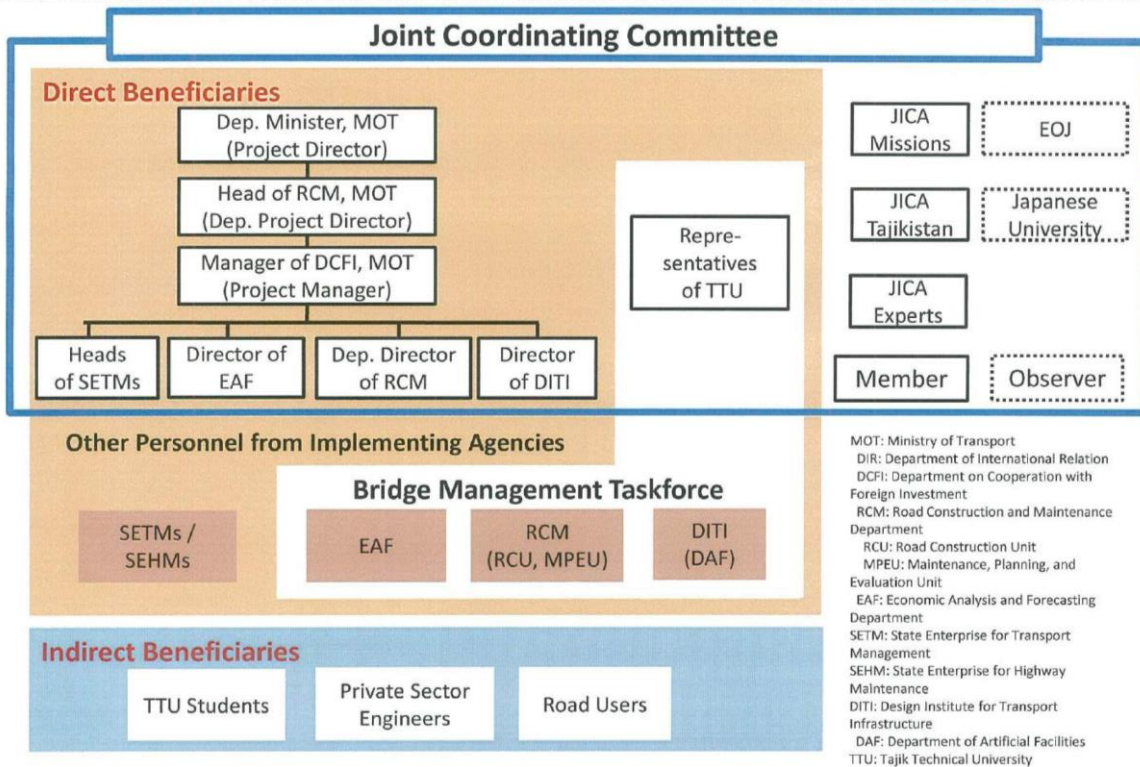 Joint Coordinating Committee
Direct Beneficiaries
Dep. Minister, MOT
(Project Director)
Head of RCM, MOT
(Dep. Project Director)
Manager of DCFI, MOT
(Project Manager)
Heads
of SETMs
Director of
EAF
Dep. Director
of RCM
Director
of DITI
Repre-
sentatives
of TTU
JICA
Missions
EOJ
JICA
Tajikistan
Japanese
University
JICA
Experts
Member
Observer
Other Personnel from Implementing Agencies
Bridge Management Taskforce
SETMs /
SEHMs
EAF
RCM
(RCU, MPEU)
DITI
(DAF)
Indirect Beneficiaries
TTU Students
Private Sector
Engineers
Road Users
MOT: Ministry of Transport
DIR: Department of International Relation
DCFI: Department on Cooperation with
Foreign Investment
RCM: Road Construction and Maintenance
Department
RCU: Road Construction Unit
MPEU: Maintenance, Planning, and
Evaluation Unit
EAF: Economic Analysis and Forecasting
Department
SETM: State Enterprise for Transport
Management
SEHM: State Enterprise for Highway
Maintenance
DITI: Design Institute for Transport
Infrastructure
DAF: Department of Artificial Facilities
TTU: Tajik Technical University